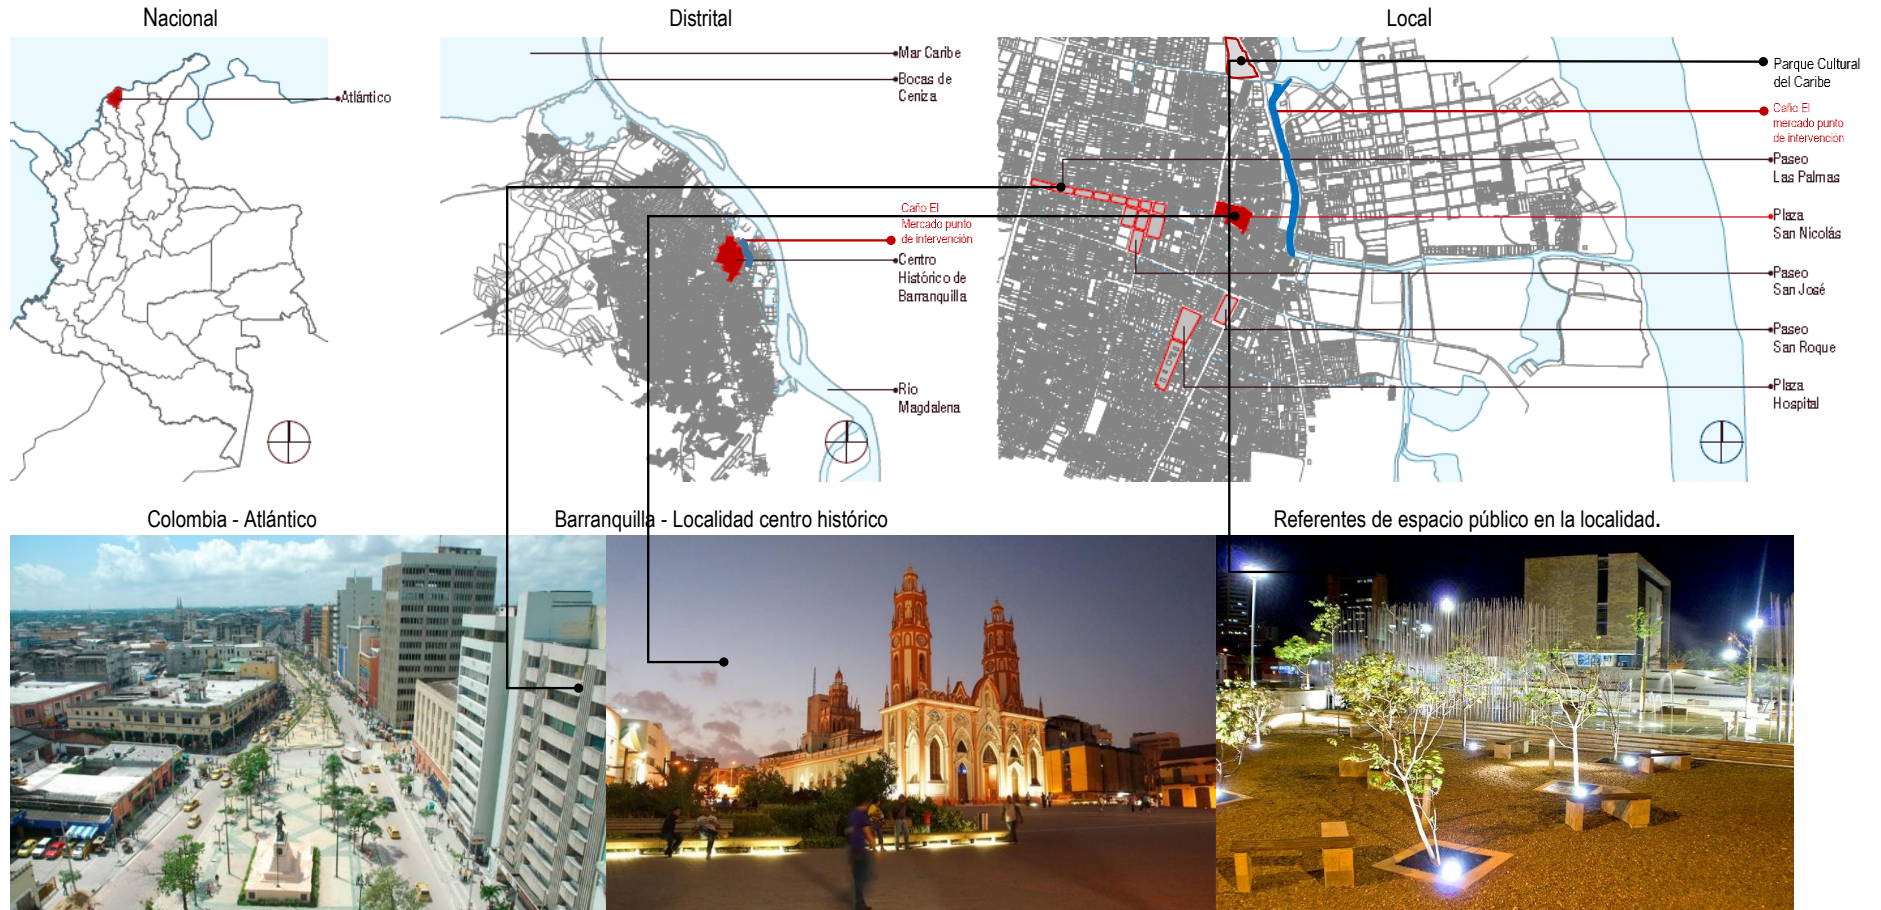 Nacional
Distrital
Local
Atlántico
Mar Caribe
Bocas de
Ceniza
Caño El
Mercado punto
de intervención
Centro
Histórico de
Barranquilla
Río
Magdalena
Parque Cultural
del Caribe
Caño El
mercado punto
de intervención
Paseo
Las Palmas
Plaza
San Nicolás
Paseo
San José
Paseo
San Roque
Plaza
Hospital
Colombia - Atlántico
Barranquilla - Localidad centro histórico
Referentes de espacio público en la localidad.